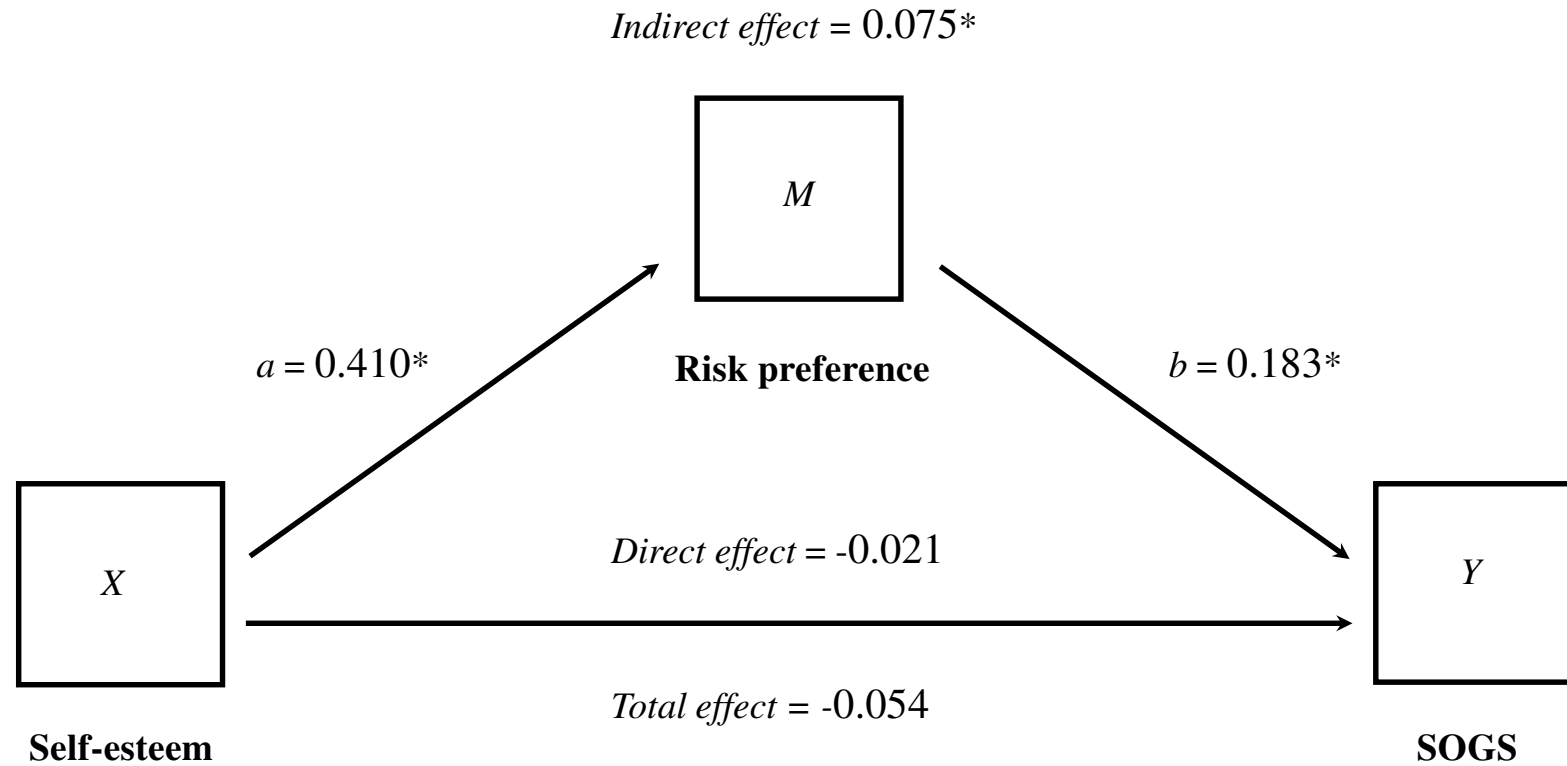 Indirect effect = 0.075*
M
a = 0.410*
Risk preference
b = 0.183*
Direct effect = -0.021
X
Y
Total effect = -0.054
Self-esteem
SOGS